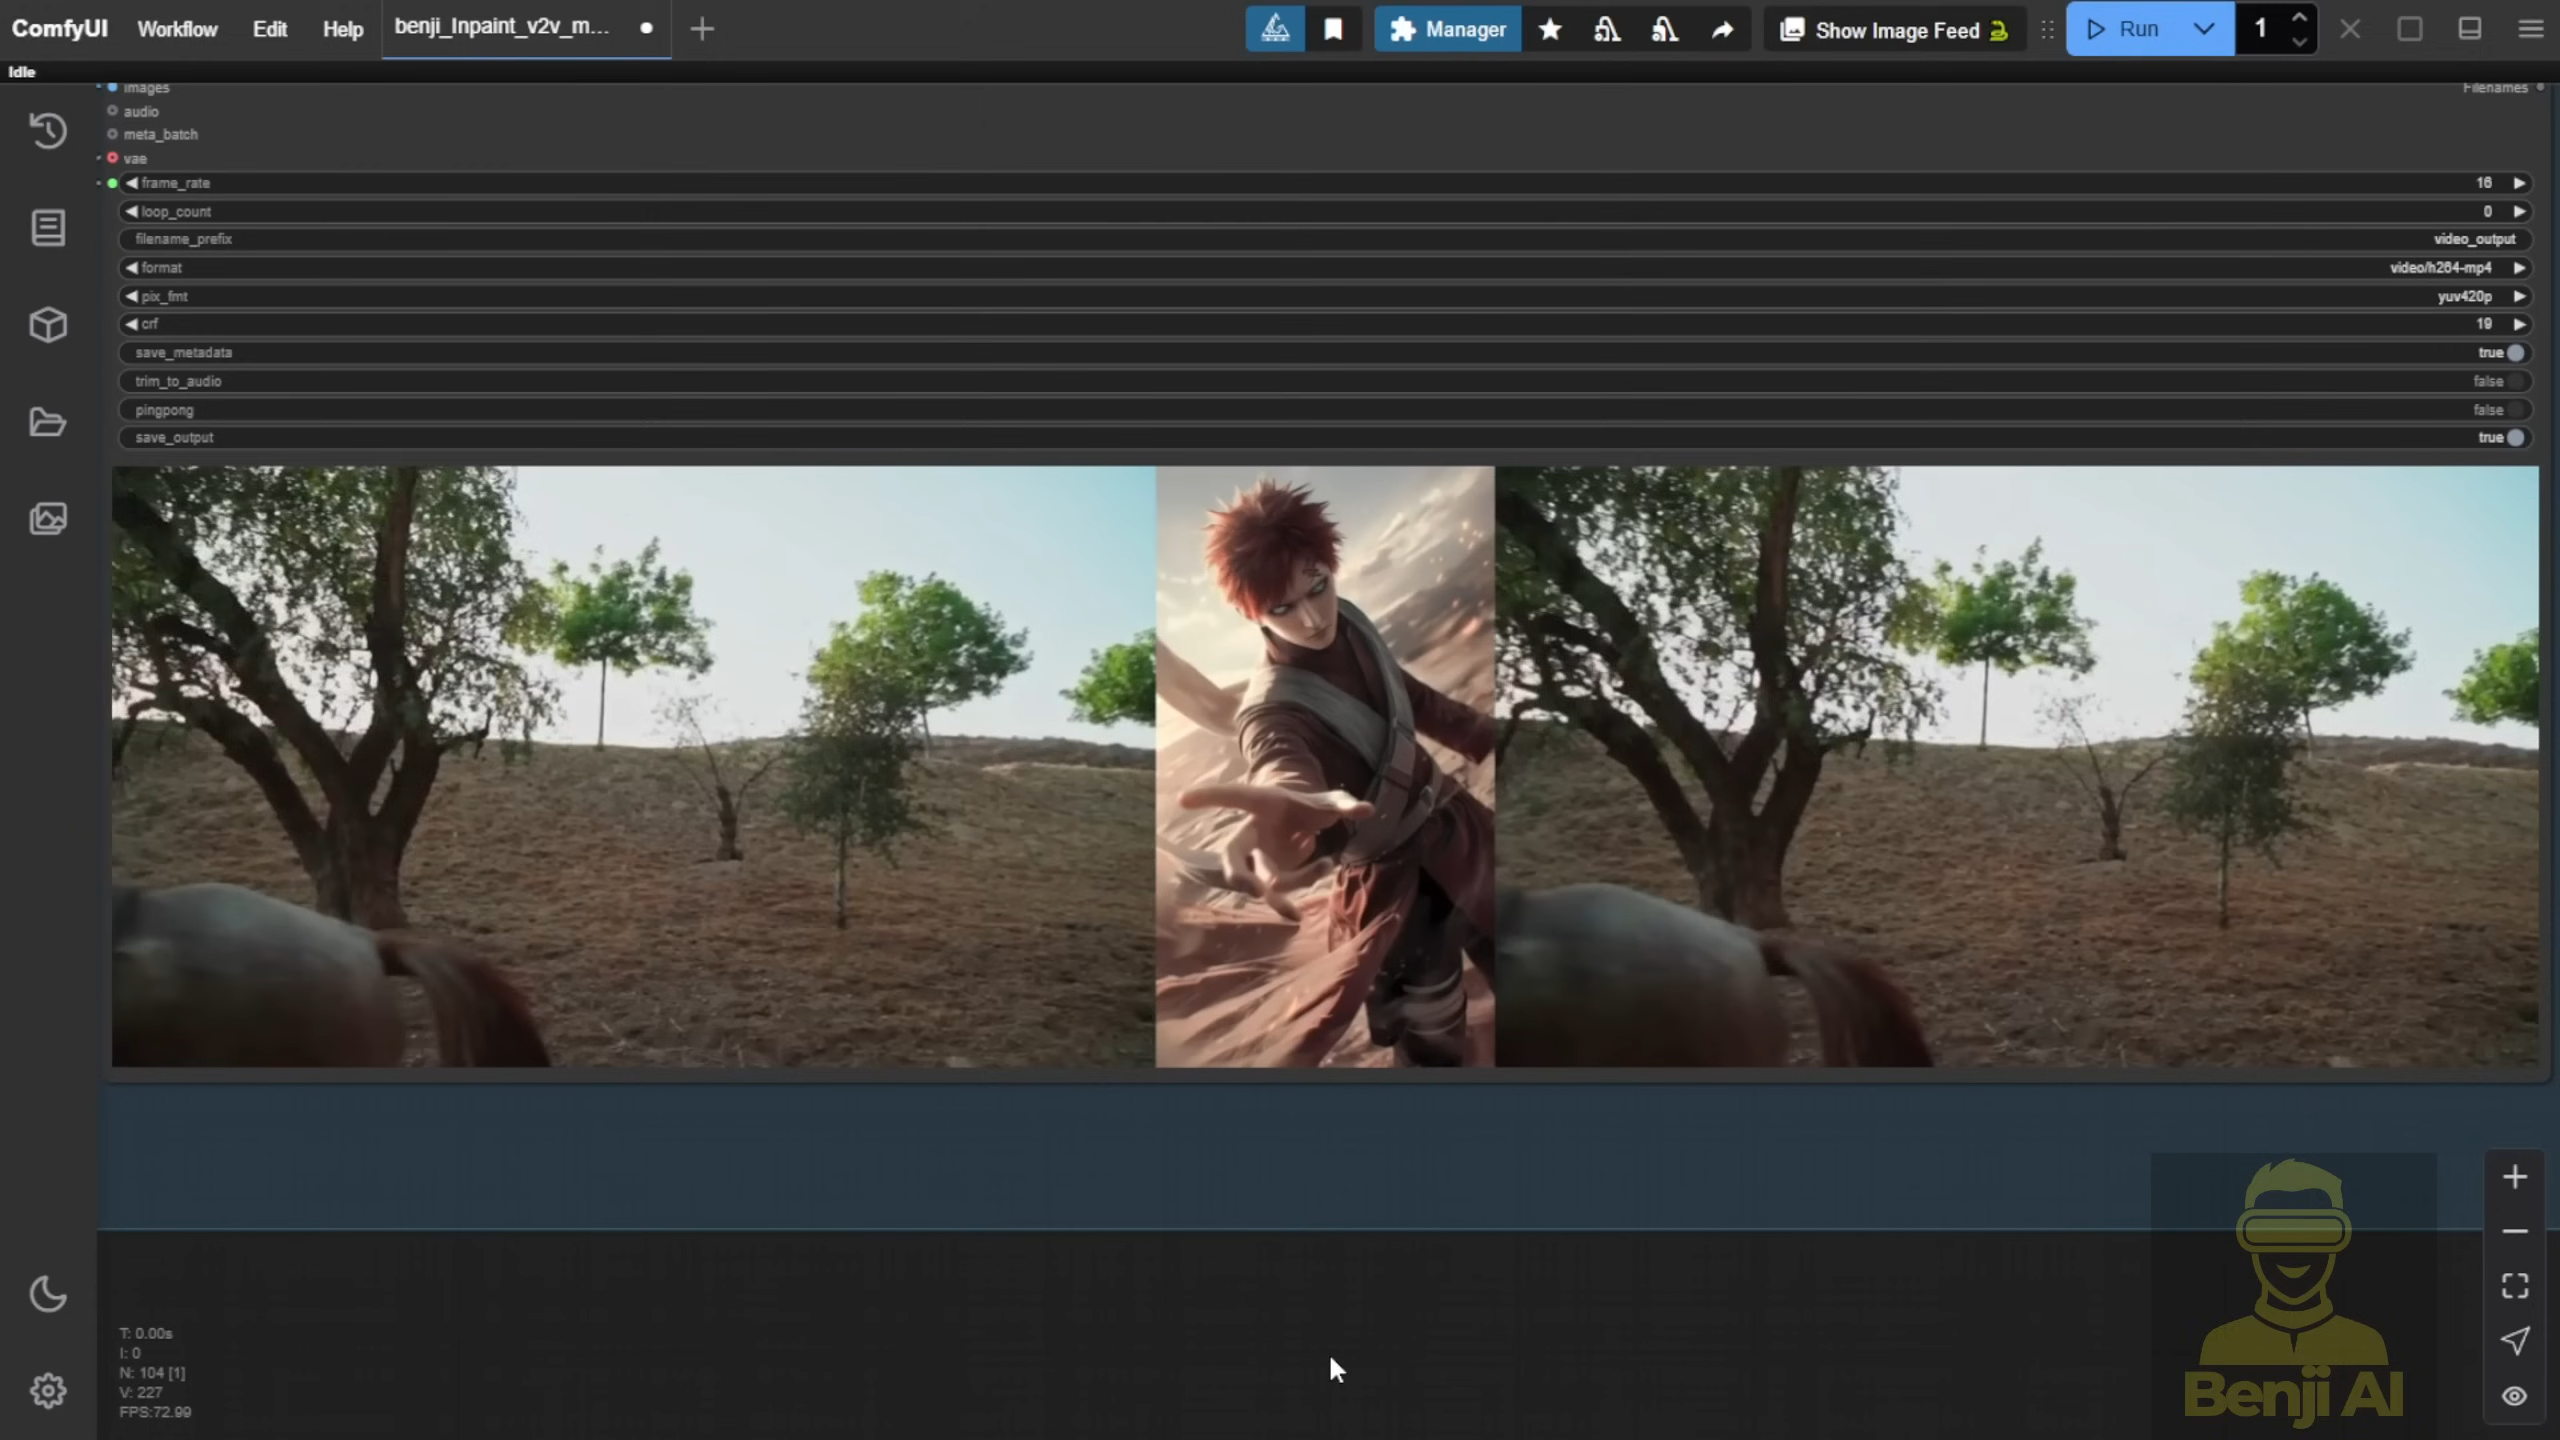 ComfyUI Workflow Edit Help benji_Inpaint_v2v_m... Manager Show Image Feed Run 1
Idle
images Filenames
audio
meta_batch
vae
frame_rate 16
loop_count 0
filename_prefix video_output
format video/h264-mp4
pix_fmt yuv420p
crf 19
save_metadata true
trim_to_audio false
pingpong false
save_output true
T: 0.00s
I: 0
N: 104 [1]
V: 227
FPS:72.99
Benji AI